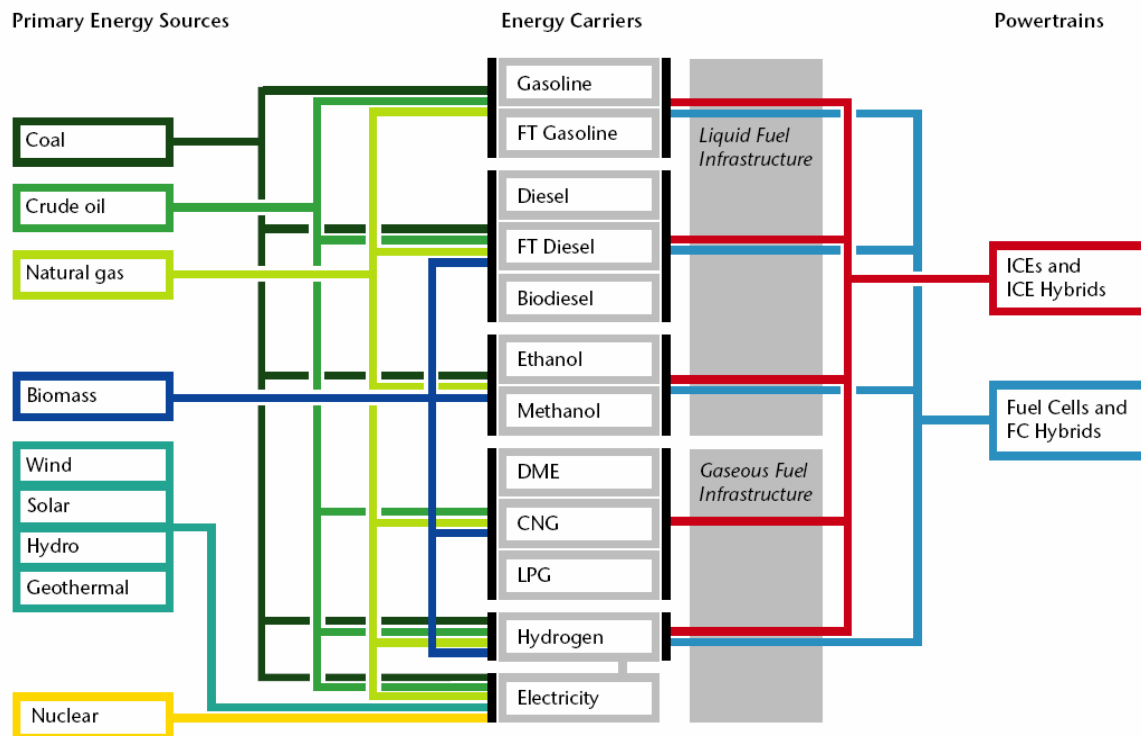 Primary Energy Sources
Energy Carriers
Powertrains
Coal
Crude oil
Natural gas
Biomass
Wind
Solar
Hydro
Geothermal
Nuclear
Gasoline
FT Gasoline
Diesel
FT Diesel
Biodiesel
Ethanol
Methanol
DME
CNG
LPG
Hydrogen
Electricity
Liquid Fuel
Infrastructure
Gaseous Fuel
Infrastructure
ICEs and
ICE Hybrids
Fuel Cells and
FC Hybrids